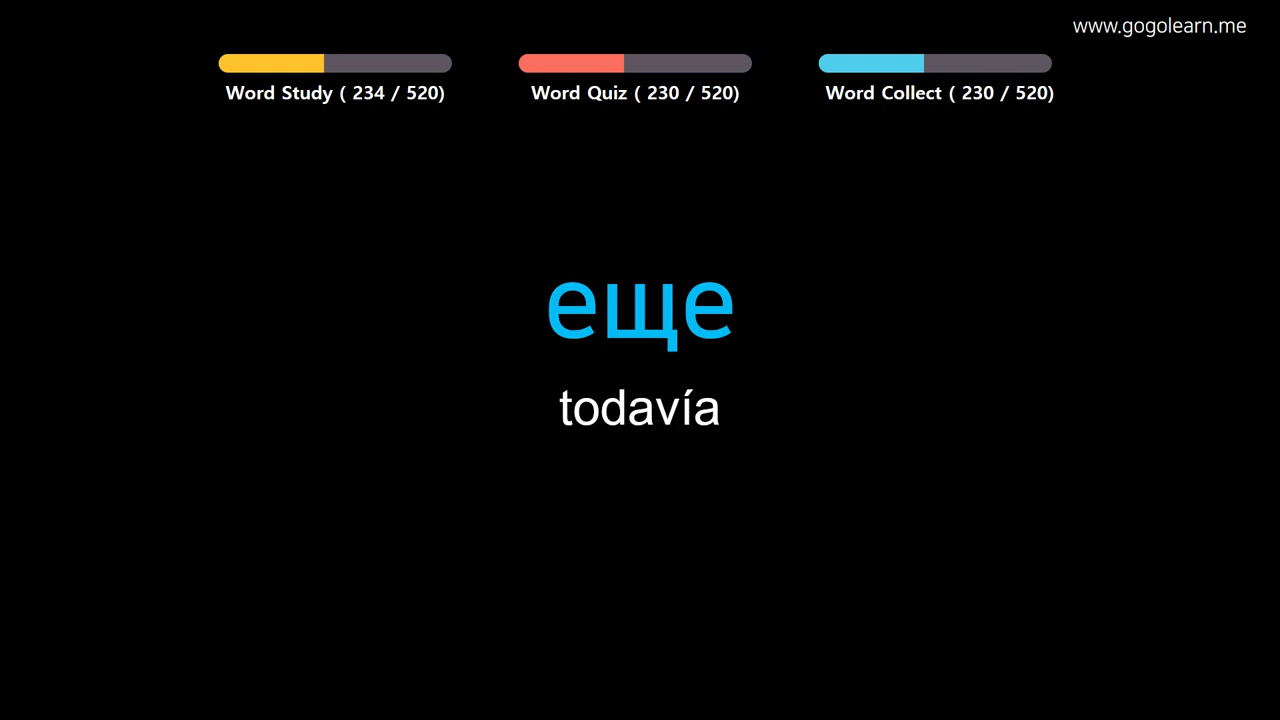 www.gogolearn.me
Word Study ( 234 / 520)
Word Quiz ( 230 / 520)
Word Collect ( 230 / 520)
еще
todavía